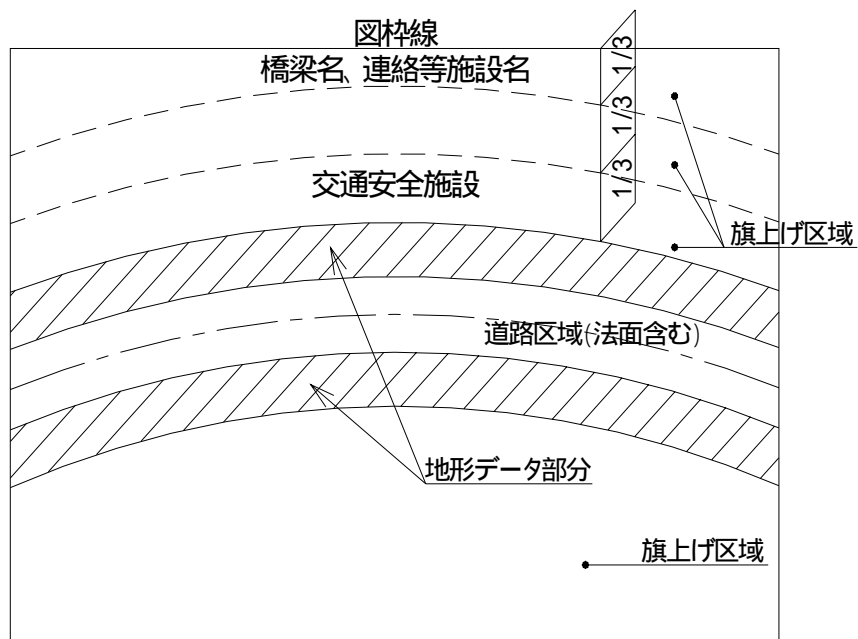 図枠線
橋梁名、連絡等施設名
1/3
1/3
1/3
交通安全施設
旗上げ区域
道路区域(法面含む)
地形データ部分
旗上げ区域